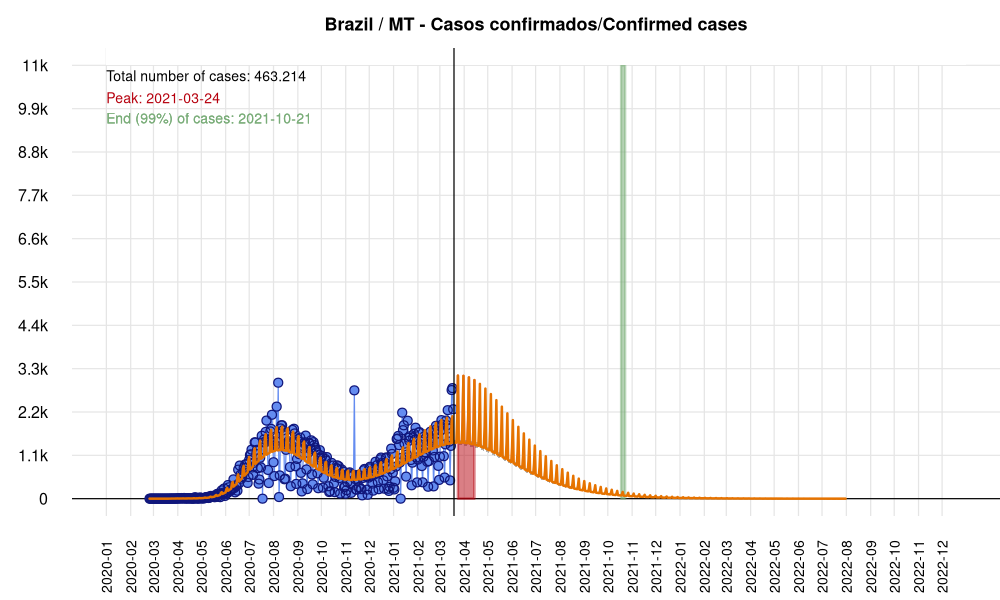 Brazil / MT - Casos confirmados/Confirmed cases
Total number of cases: 463.214
Peak: 2021-03-24
End (99%) of cases: 2021-10-21
11k
9.9k
8.8k
7.7k
6.6k
5.5k
4.4k
3.3k
2.2k
1.1k
0
2020-01
2020-02
2020-03
2020-04
2020-05
2020-06
2020-07
2020-08
2020-09
2020-10
2020-11
2020-12
2021-01
2021-02
2021-03
2021-04
2021-05
2021-06
2021-07
2021-08
2021-09
2021-10
2021-11
2021-12
2022-01
2022-02
2022-03
2022-04
2022-05
2022-06
2022-07
2022-08
2022-09
2022-10
2022-11
2022-12